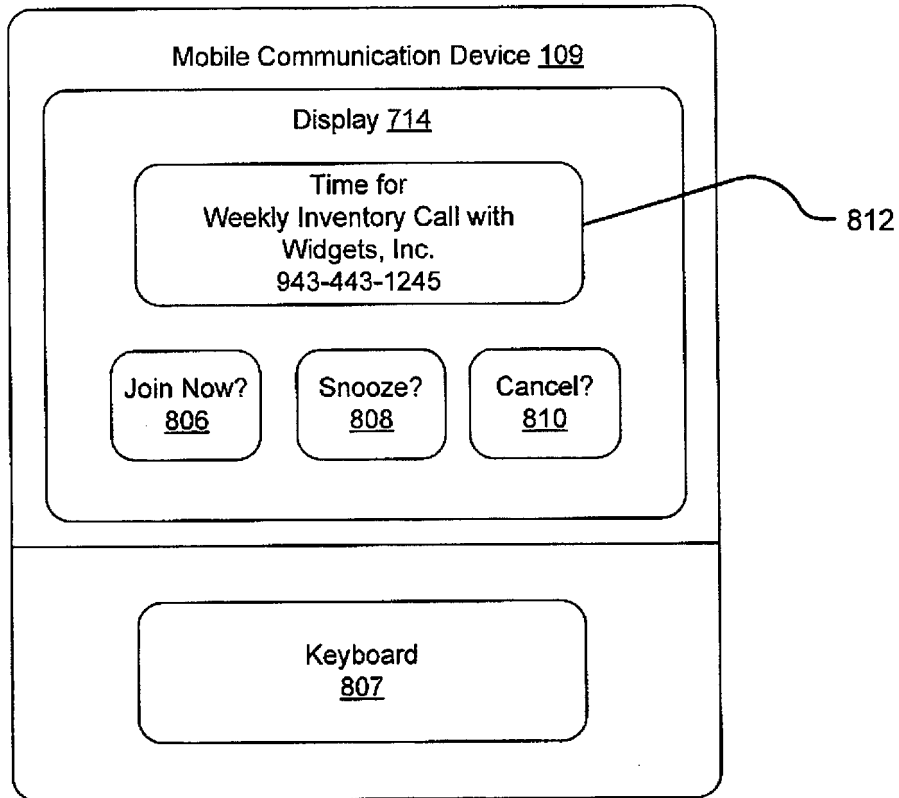 Mobile Communication Device 109
Display 714
Time for
Weekly Inventory Call with
Widgets, Inc.
943-443-1245
812
Join Now?
806
Snooze?
808
Cancel?
810
Keyboard
807